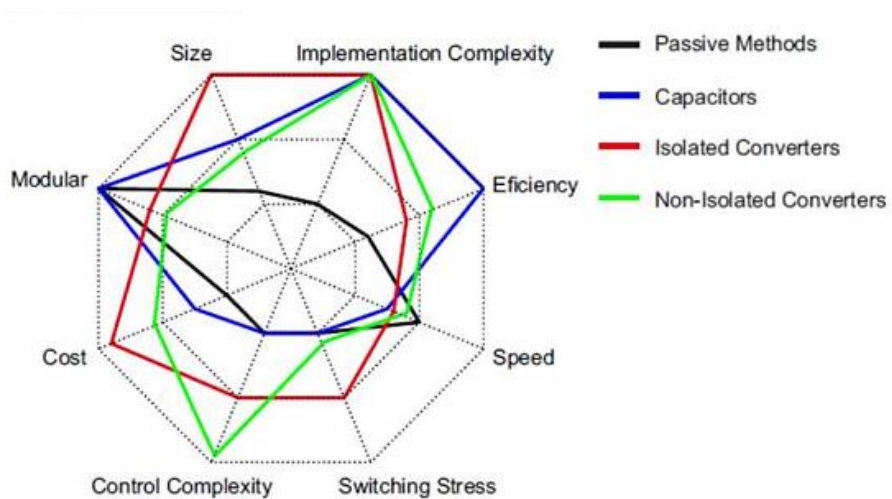 Size
Implementation Complexity
Passive Methods
Capacitors
Isolated Converters
Non-Isolated Converters
Modular
Eficiency
Cost
Speed
Control Complexity
Switching Stress